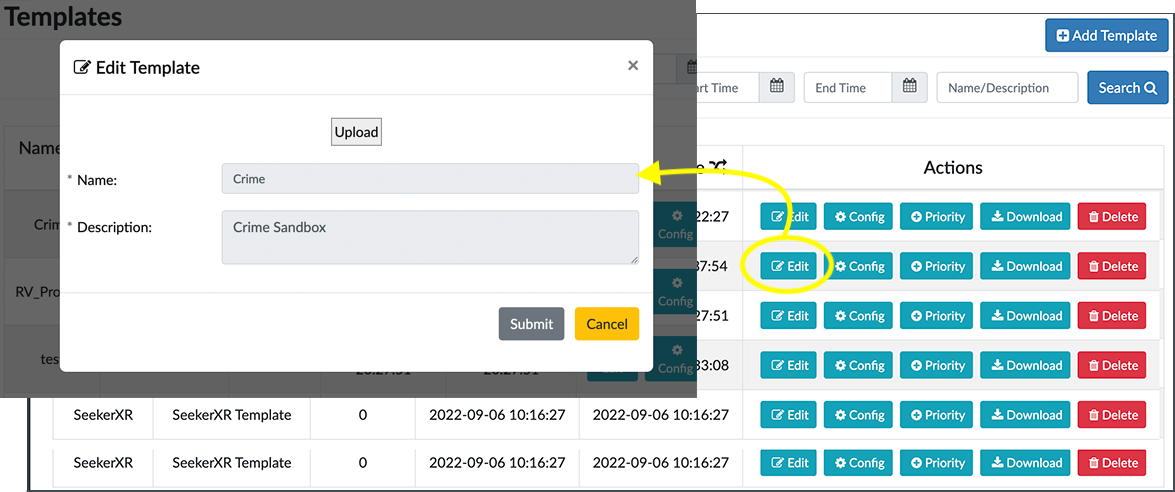 Templates
Add Template
Edit Template
×
rt Time End Time Name/Description Search
Upload
Name
Actions
* Name: Crime
Crim 22:27 Edit Config Priority Download Delete
* Description: Crime Sandbox
Config
37:54 Edit Config Priority Download Delete
RV_Pro Config
27:51 Edit Config Priority Download Delete
Submit Cancel
tes Config
33:08 Edit Config Priority Download Delete
SeekerXR SeekerXR Template 0 2022-09-06 10:16:27 2022-09-06 10:16:27 Edit Config Priority Download Delete
SeekerXR SeekerXR Template 0 2022-09-06 10:16:27 2022-09-06 10:16:27 Edit Config Priority Download Delete